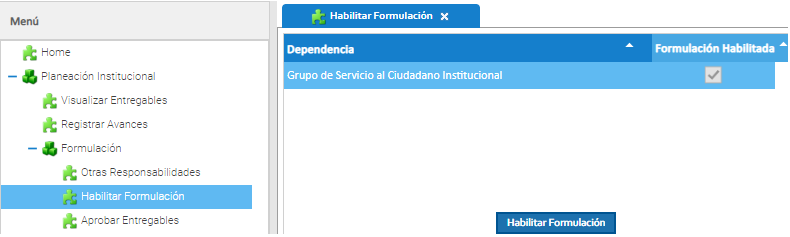 Menú
Home
Planeación Institucional
Visualizar Entregables
Registrar Avances
Formulación
Otras Responsabilidades
Habilitar Formulación
Aprobar Entregables
Habilitar Formulación
Dependencia Formulación Habilitada
Grupo de Servicio al Ciudadano Institucional
Habilitar Formulación